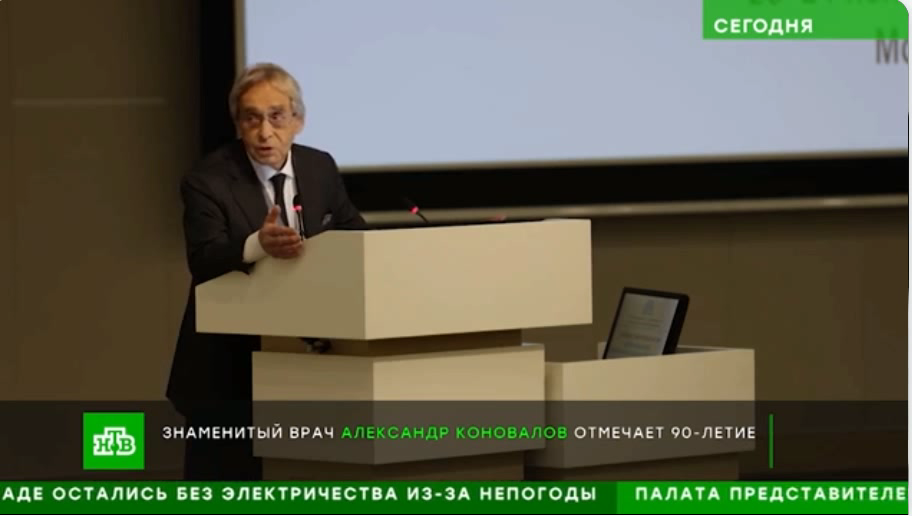 СЕГОДНЯ
НТВ
ЗНАМЕНИТЫЙ ВРАЧ АЛЕКСАНДР КОНОВАЛОВ ОТМЕЧАЕТ 90-ЛЕТИЕ
АДЕ ОСТАЛИСЬ БЕЗ ЭЛЕКТРИЧЕСТВА ИЗ-ЗА НЕПОГОДЫ
ПАЛАТА ПРЕДСТАВИТЕЛЕ